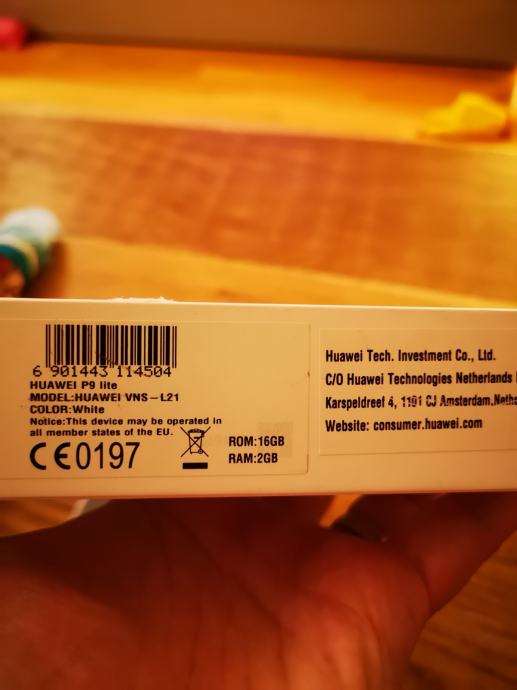 6 901443 114504
HUAWEI P9 lite
MODEL:HUAWEI VNS-L21
COLOR:White
Notice:This device may be operated in
all member states of the EU.
CE0197
ROM:16GB
RAM:2GB
Huawei Tech. Investment Co., Ltd.
C/O Huawei Technologies Netherlands
Karspeldreef 4, 1101 CJ Amsterdam,
Website: consumer.huawei.com